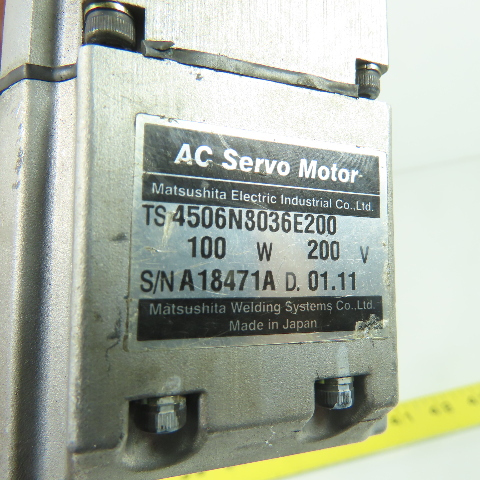 AC Servo Motor
Matsushita Electric Industrial Co.,Ltd.
TS 4506N8036E200
100 W 200 V
S/N A18471A D. 01.11
Matsushita Welding Systems Co.,Ltd.
Made in Japan